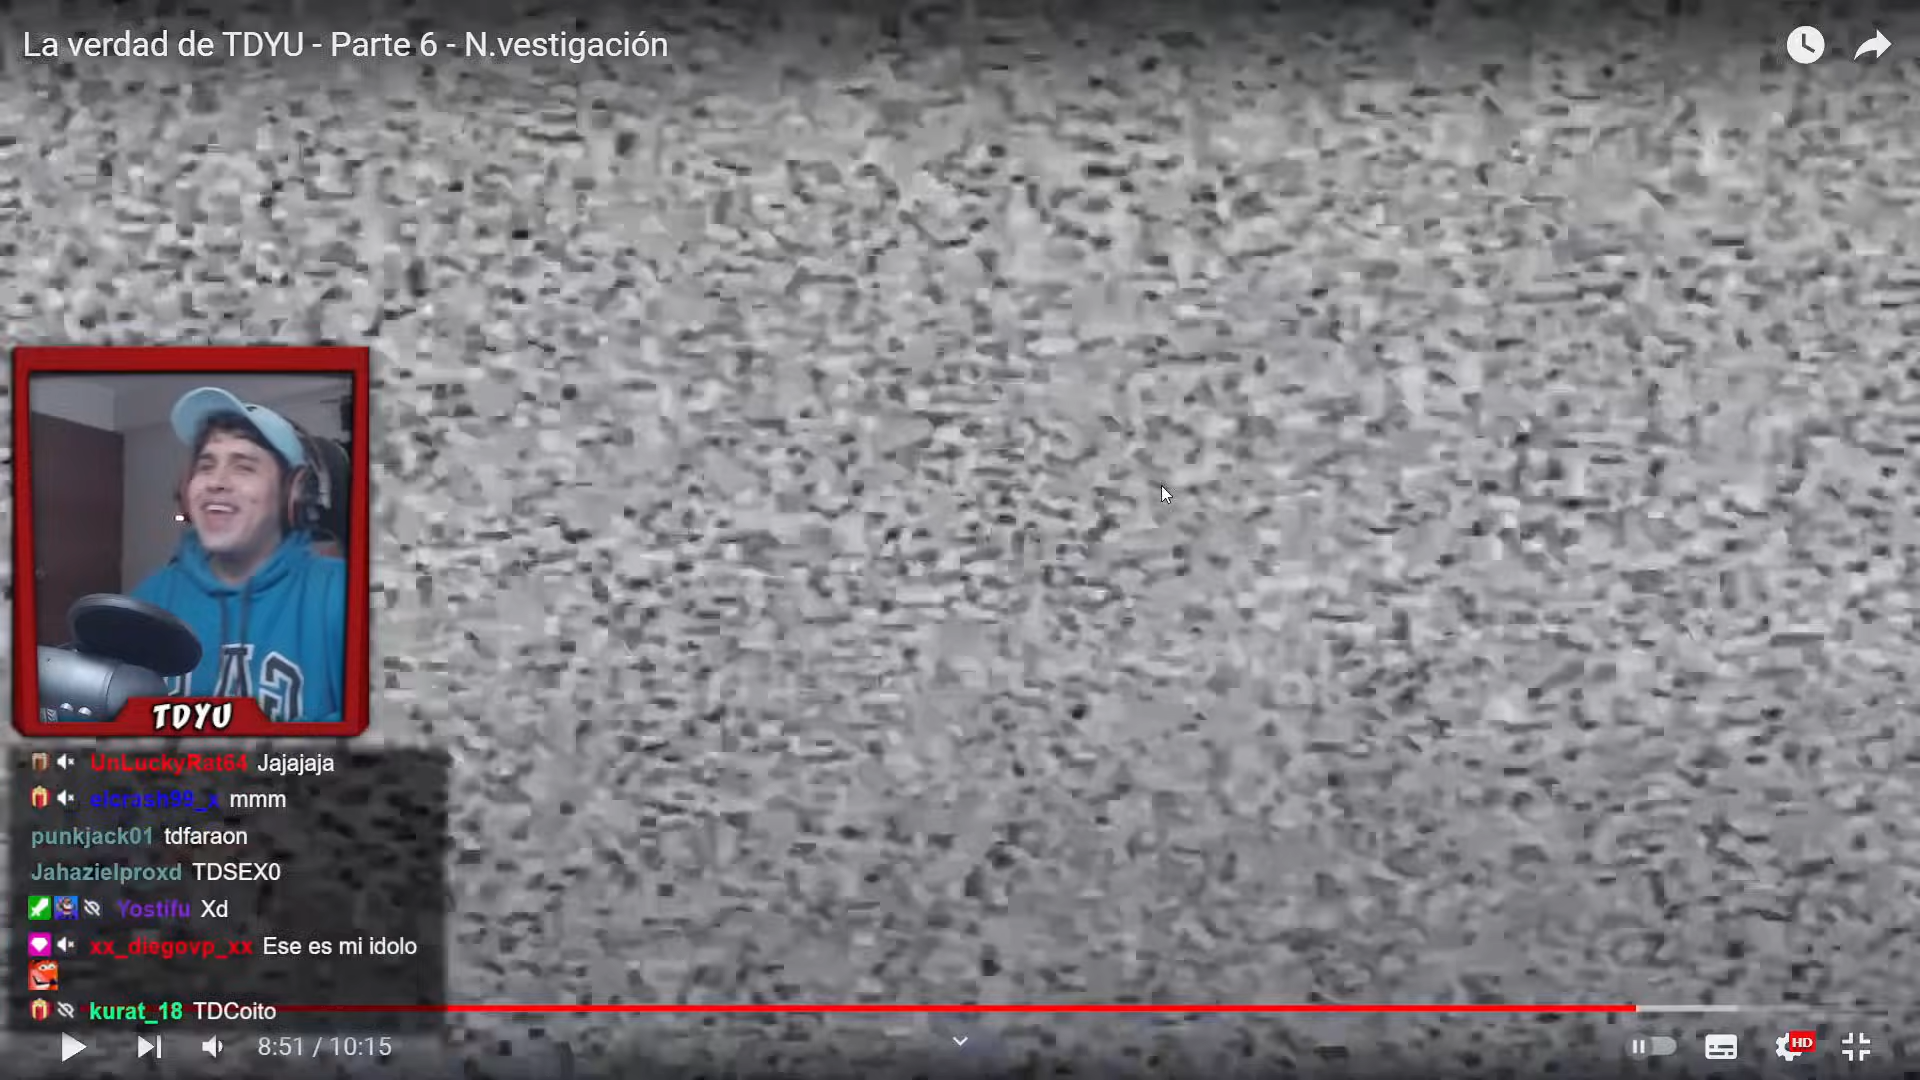 La verdad de TDYU - Parte 6 - N.vestigación
TDYU
UnLuckyRat64 Jajajaja
elcrash99_x mmm
punkjack01 tdfaraon
Jahazielproxd TDSEX0
Yostifu Xd
xx_diegovp_xx Ese es mi idolo
kurat_18 TDCoito
8:51 / 10:15
HD